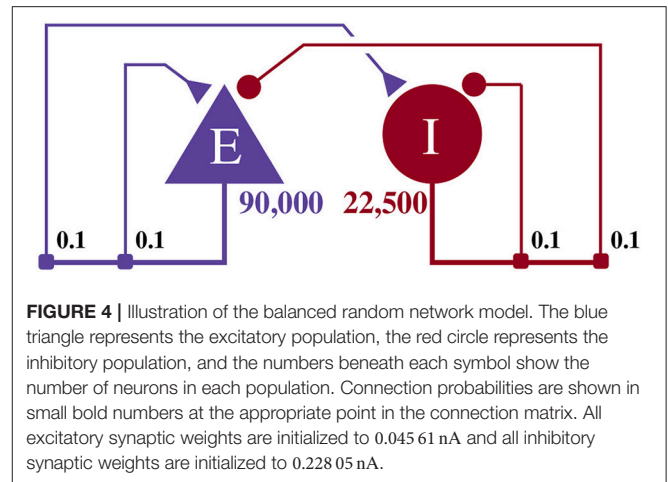 E
I
90,000 22,500
0.1 0.1 0.1 0.1
FIGURE 4 | Illustration of the balanced random network model. The blue
triangle represents the excitatory population, the red circle represents the
inhibitory population, and the numbers beneath each symbol show the
number of neurons in each population. Connection probabilities are shown in
small bold numbers at the appropriate point in the connection matrix. All
excitatory synaptic weights are initialized to 0.045 61 nA and all inhibitory
synaptic weights are initialized to 0.228 05 nA.